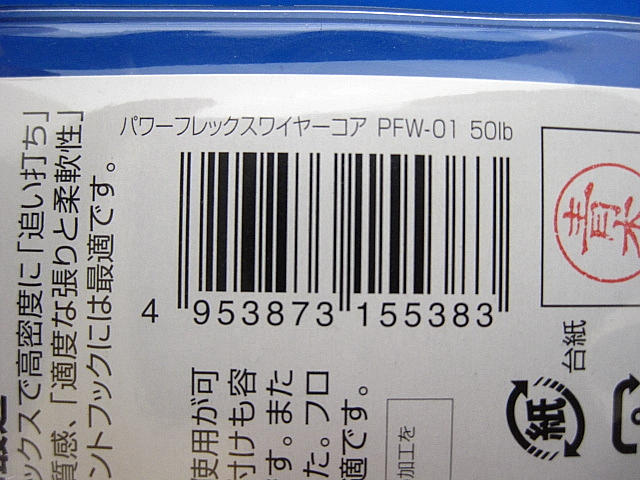 パワーフレックスワイヤーコア PFW-01 50lb
4 953873 155383
ックスで高密度に「追い打ち」
質感、「適度な張りと柔軟性」
ントフックには最適です。
使用が可
付けも容
す。また
た。フロ
適です。
加工を
台紙
紙